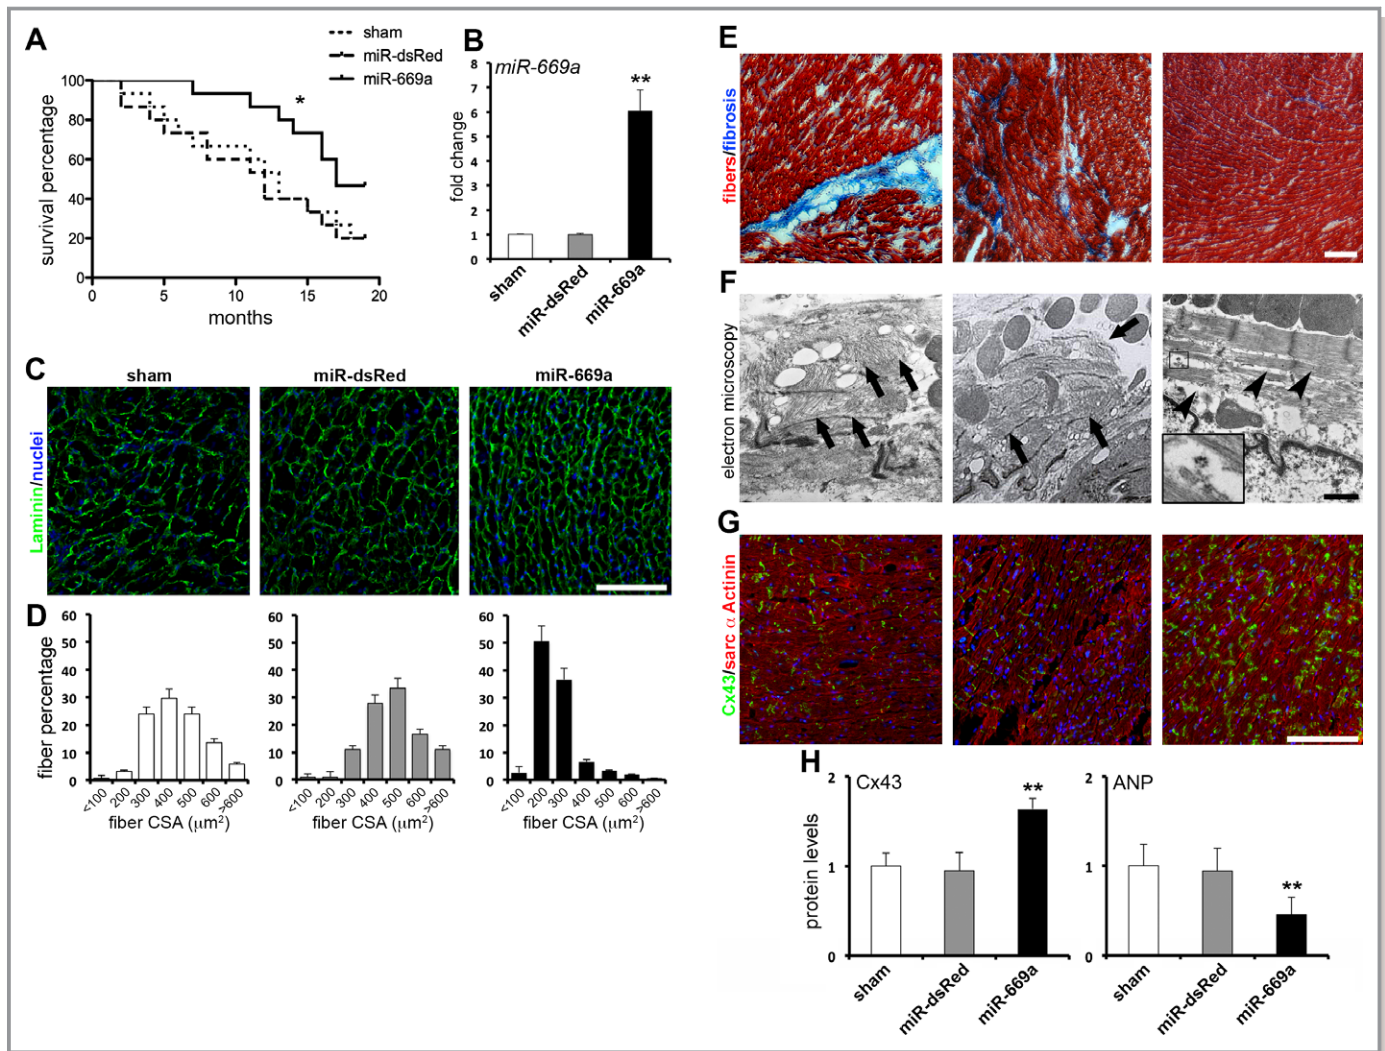 A
sham
miR-dsRed
miR-669a
100
80
60
40
20
0
survival percentage
*
0 5 10 15 20
months
B
miR-669a
8
7
6
5
4
3
2
1
0
fold change
**
sham miR-dsRed miR-669a
C
sham miR-dsRed miR-669a
Laminin/nuclei
D
60
50
40
30
20
10
0
fiber percentage
<100 200 300 400 500 600 >600
fiber CSA (μm²)
60
50
40
30
20
10
0
<100 200 300 400 500 600 >600
fiber CSA (μm²)
60
50
40
30
20
10
0
<100 200 300 400 500 600 >600
fiber CSA (μm²)
E
fibers/fibrosis
F
electron microscopy
G
Cx43/sarc α Actinin
H
Cx43
2
1
0
protein levels
**
sham miR-dsRed miR-669a
ANP
2
1
0
**
sham miR-dsRed miR-669a